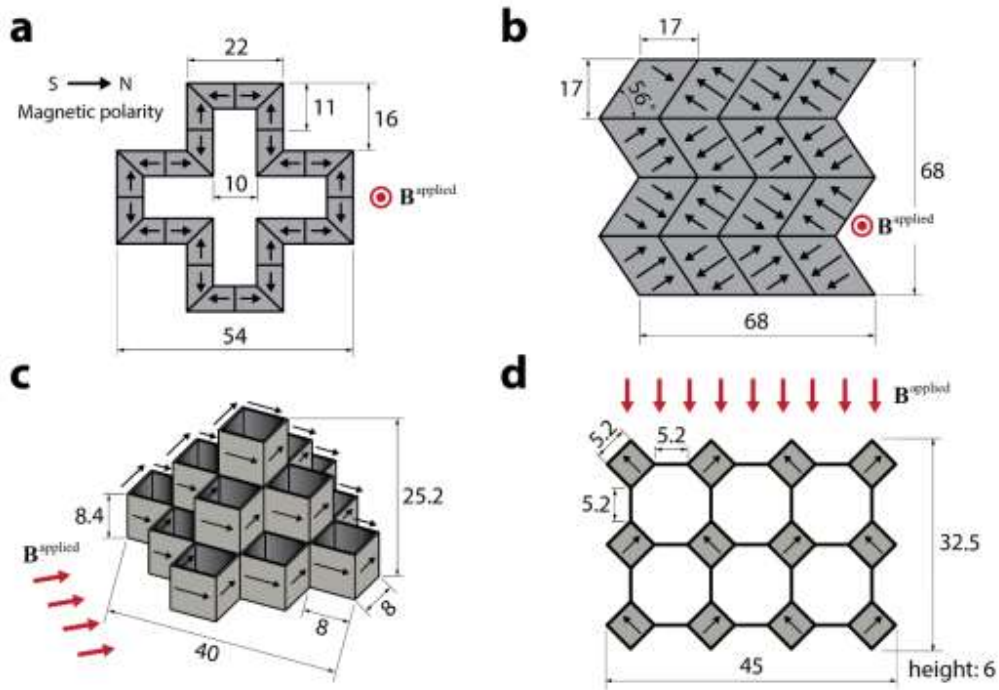 a
22
S → N
Magnetic polarity
11
16
10
B applied
54
b
17
17
56°
68
B applied
68
c
8.4
25.2
B applied
8
8
40
d
B applied
5.2
5.2
5.2
32.5
45
height: 6